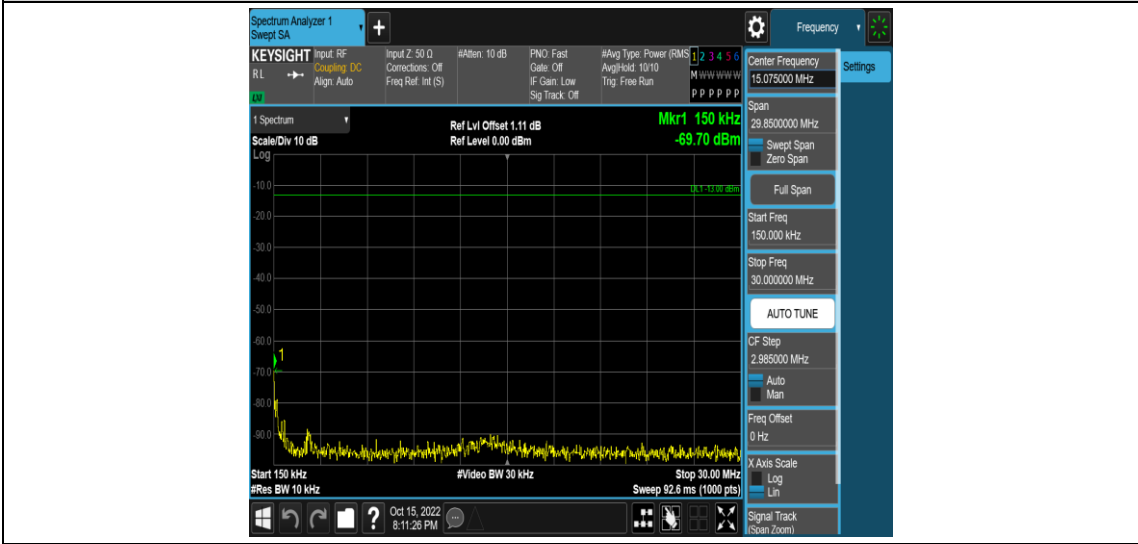 Spectrum Analyzer 1
Swept SA
+
Frequency
KEYSIGHT
Input: RF
Input Z: 50 Ω
#Atten: 10 dB
PNO: Fast
#Avg Type: Power (RMS
1 2 3 4 5 6
R L
Coupling: DC
Corrections: Off
Gate: Off
Avg|Hold: 10/10
M W W W W W
Align: Auto
Freq Ref: Int (S)
IF Gain: Low
Trig: Free Run
Sig Track: Off
P P P P P P
1 Spectrum
Ref Lvl Offset 1.11 dB
Mkr1 150 kHz
Scale/Div 10 dB
Ref Level 0.00 dBm
-69.70 dBm
Log
DL1 -13.00 dBm
-10.0
-20.0
-30.0
-40.0
-50.0
-60.0
1
-70.0
-80.0
-90.0
Start 150 kHz
#Video BW 30 kHz
Stop 30.00 MHz
#Res BW 10 kHz
Sweep 92.6 ms (1000 pts)
?
Oct 15, 2022
8:11:26 PM
Center Frequency
15.075000 MHz
Settings
Span
29.8500000 MHz
Swept Span
Zero Span
Full Span
Start Freq
150.000 kHz
Stop Freq
30.000000 MHz
AUTO TUNE
CF Step
2.985000 MHz
Auto
Man
Freq Offset
0 Hz
X Axis Scale
Log
Lin
Signal Track
(Span Zoom)